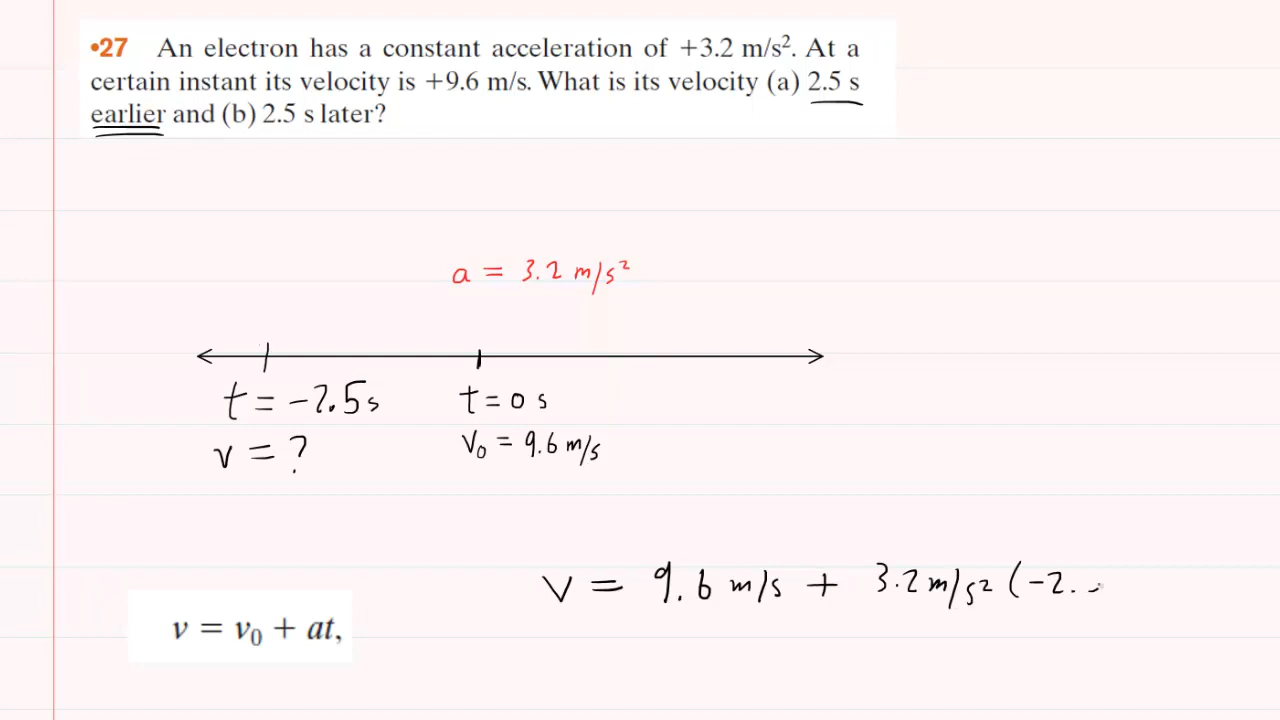 •27 An electron has a constant acceleration of +3.2 m/s². At a
certain instant its velocity is +9.6 m/s. What is its velocity (a) 2.5 s
earlier and (b) 2.5 s later?
a = 3.2 m/s²
t = -2.5 s t = 0 s
v = ? v₀ = 9.6 m/s
v = 9.6 m/s + 3.2 m/s² (-2.
v = v₀ + at,